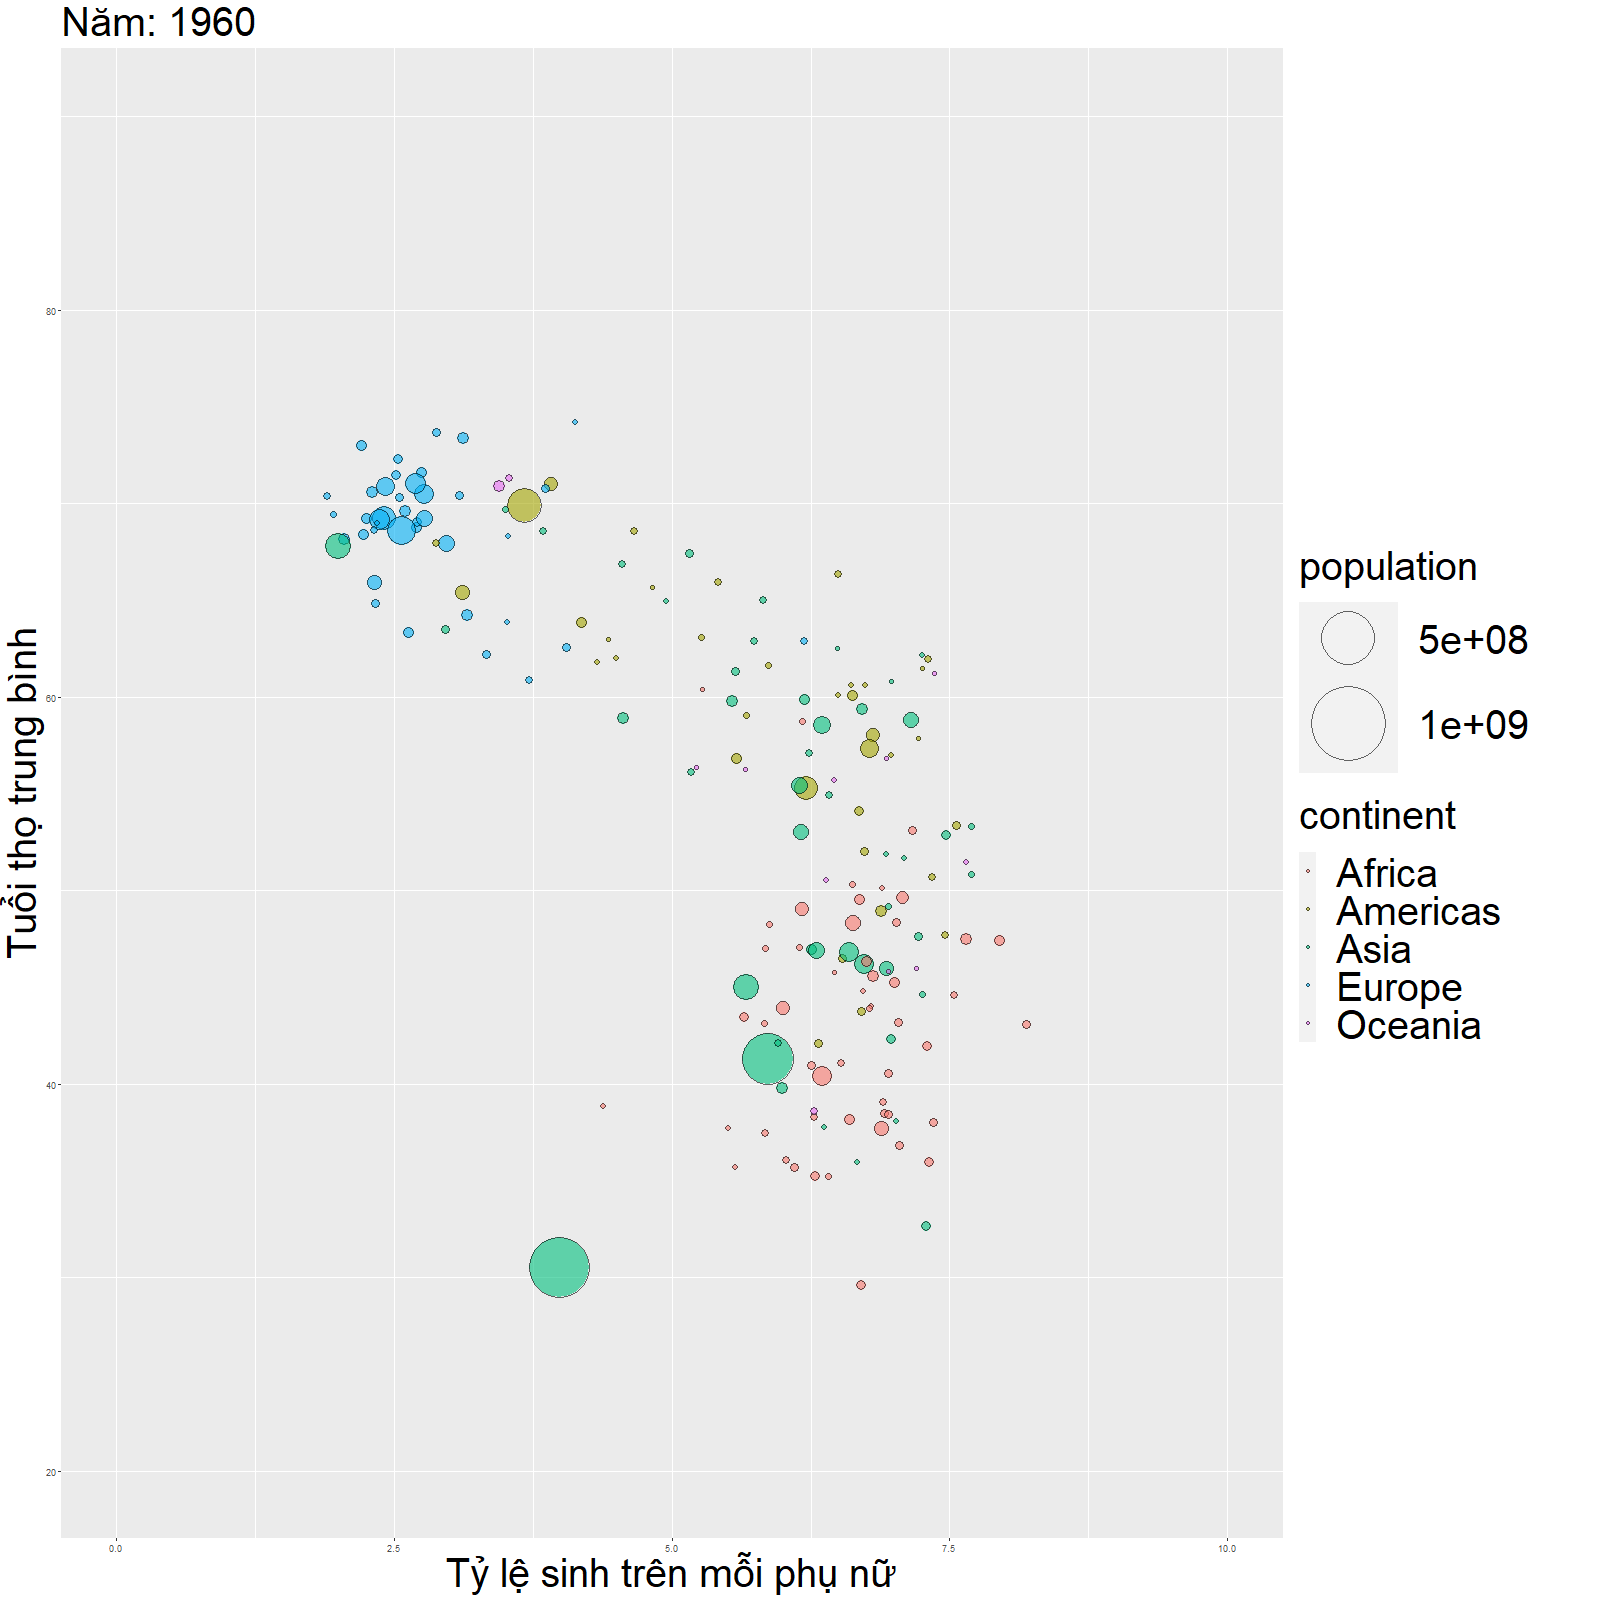 Năm: 1960
Tuổi thọ trung bình
80
60
40
20
0.0
2.5
5.0
7.5
10.0
Tỷ lệ sinh trên mỗi phụ nữ
population
5e+08
1e+09
continent
Africa
Americas
Asia
Europe
Oceania